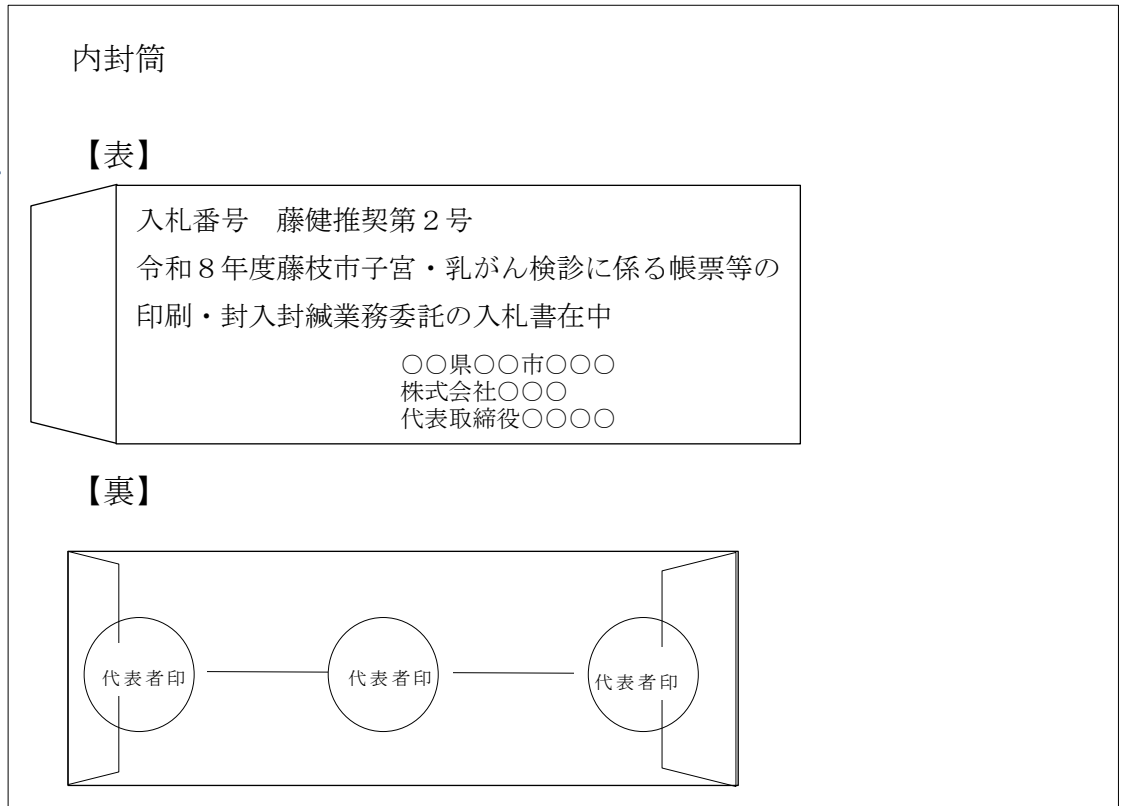 内封筒
【表】
入札番号　藤健推契第２号
令和８年度藤枝市子宮・乳がん検診に係る帳票等の
印刷・封入封緘業務委託の入札書在中
○○県○○市○○○
株式会社○○○
代表取締役○○○○
【裏】
代表者印
代表者印
代表者印